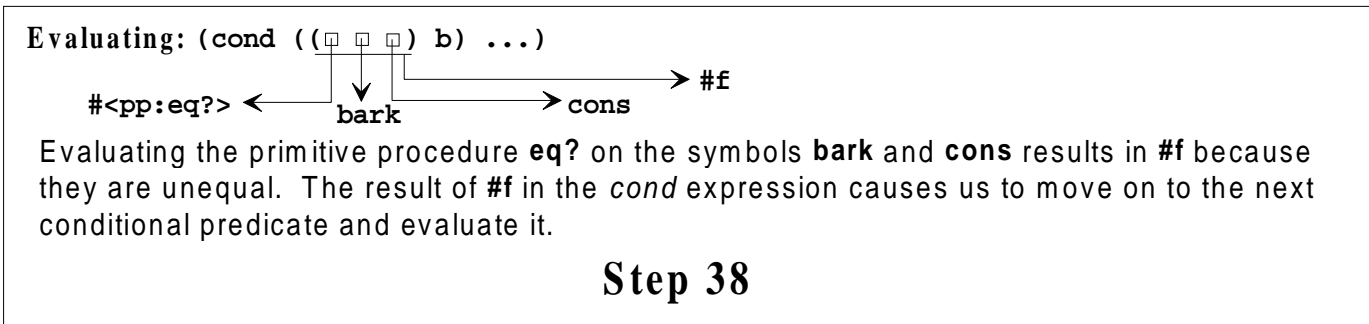 Evaluating: (cond ((□ □ □) b) ...)
#f
#<pp:eq?> bark cons
Evaluating the primitive procedure eq? on the symbols bark and cons results in #f because
they are unequal. The result of #f in the cond expression causes us to move on to the next
conditional predicate and evaluate it.
Step 38